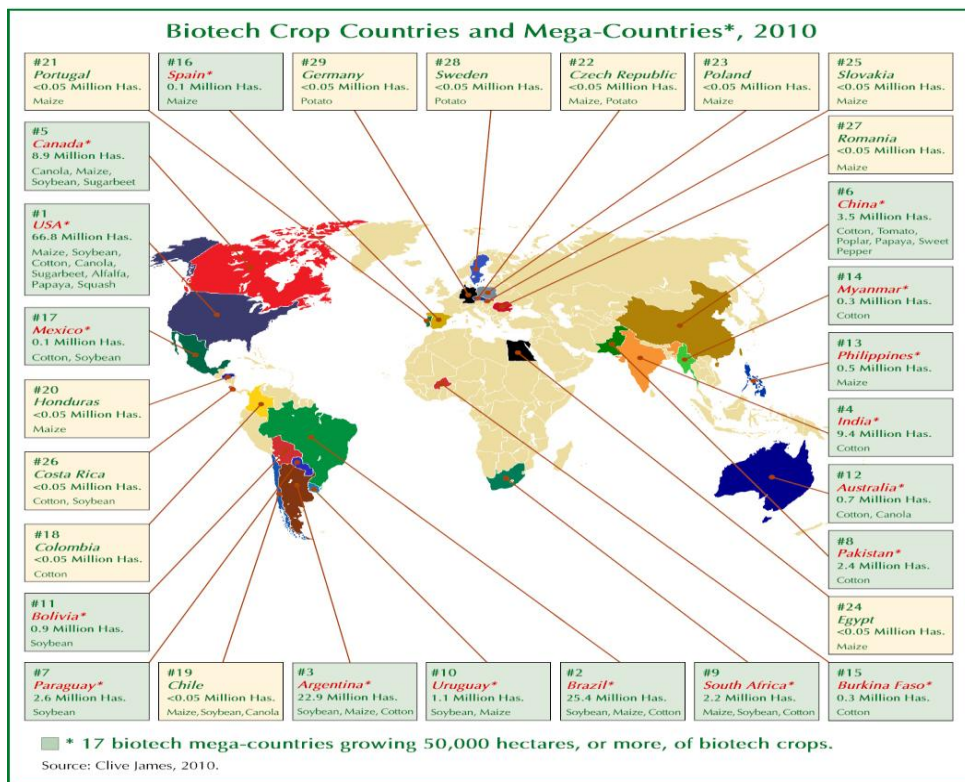 Biotech Crop Countries and Mega-Countries*, 2010
#21
Portugal
<0.05 Million Has.
Maize
#16
Spain*
0.1 Million Has.
Maize
#29
Germany
<0.05 Million Has.
Potato
#28
Sweden
<0.05 Million Has.
Potato
#22
Czech Republic
<0.05 Million Has.
Maize, Potato
#23
Poland
<0.05 Million Has.
Maize
#25
Slovakia
<0.05 Million Has.
Maize
#5
Canada*
8.9 Million Has.
Canola, Maize,
Soybean, Sugarbeet
#1
USA*
66.8 Million Has.
Maize, Soybean,
Cotton, Canola,
Sugarbeet, Alfalfa,
Papaya, Squash
#17
Mexico*
0.1 Million Has.
Cotton, Soybean
#20
Honduras
<0.05 Million Has.
Maize
#26
Costa Rica
<0.05 Million Has.
Cotton, Soybean
#18
Colombia
<0.05 Million Has.
Cotton
#11
Bolivia*
0.9 Million Has.
Soybean
#27
Romania
<0.05 Million Has.
Maize
#6
China*
3.5 Million Has.
Cotton, Tomato,
Poplar, Papaya, Sweet
Pepper
#14
Myanmar*
0.3 Million Has.
Cotton
#13
Philippines*
0.5 Million Has.
Maize
#4
India*
9.4 Million Has.
Cotton
#12
Australia*
0.7 Million Has.
Cotton, Canola
#8
Pakistan*
2.4 Million Has.
Cotton
#24
Egypt
<0.05 Million Has.
Maize
#7
Paraguay*
2.6 Million Has.
Soybean
#19
Chile
<0.05 Million Has.
Maize, Soybean, Canola
#3
Argentina*
22.9 Million Has.
Soybean, Maize, Cotton
#10
Uruguay*
1.1 Million Has.
Soybean, Maize
#2
Brazil*
25.4 Million Has.
Soybean, Maize, Cotton
#9
South Africa*
2.2 Million Has.
Maize, Soybean, Cotton
#15
Burkina Faso*
0.3 Million Has.
Cotton
* 17 biotech mega-countries growing 50,000 hectares, or more, of biotech crops.
Source: Clive James, 2010.